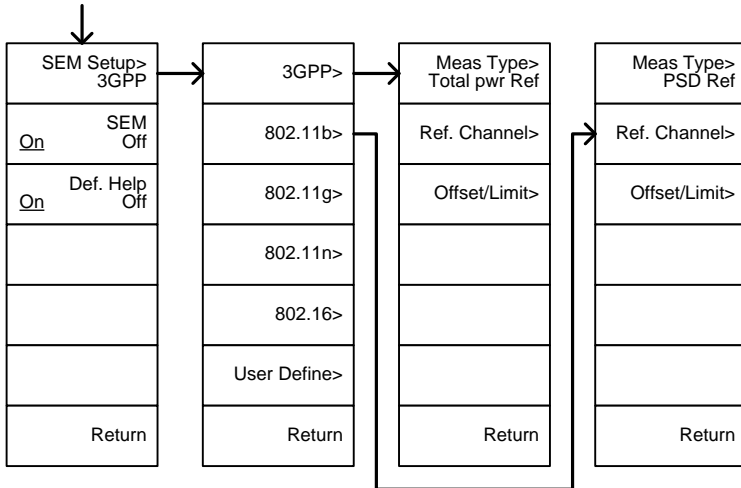 SEM Setup>
3GPP
SEM
On Off
Def. Help
On Off
Return
3GPP>
802.11b>
802.11g>
802.11n>
802.16>
User Define>
Return
Meas Type>
Total pwr Ref
Ref. Channel>
Offset/Limit>
Return
Meas Type>
PSD Ref
Ref. Channel>
Offset/Limit>
Return